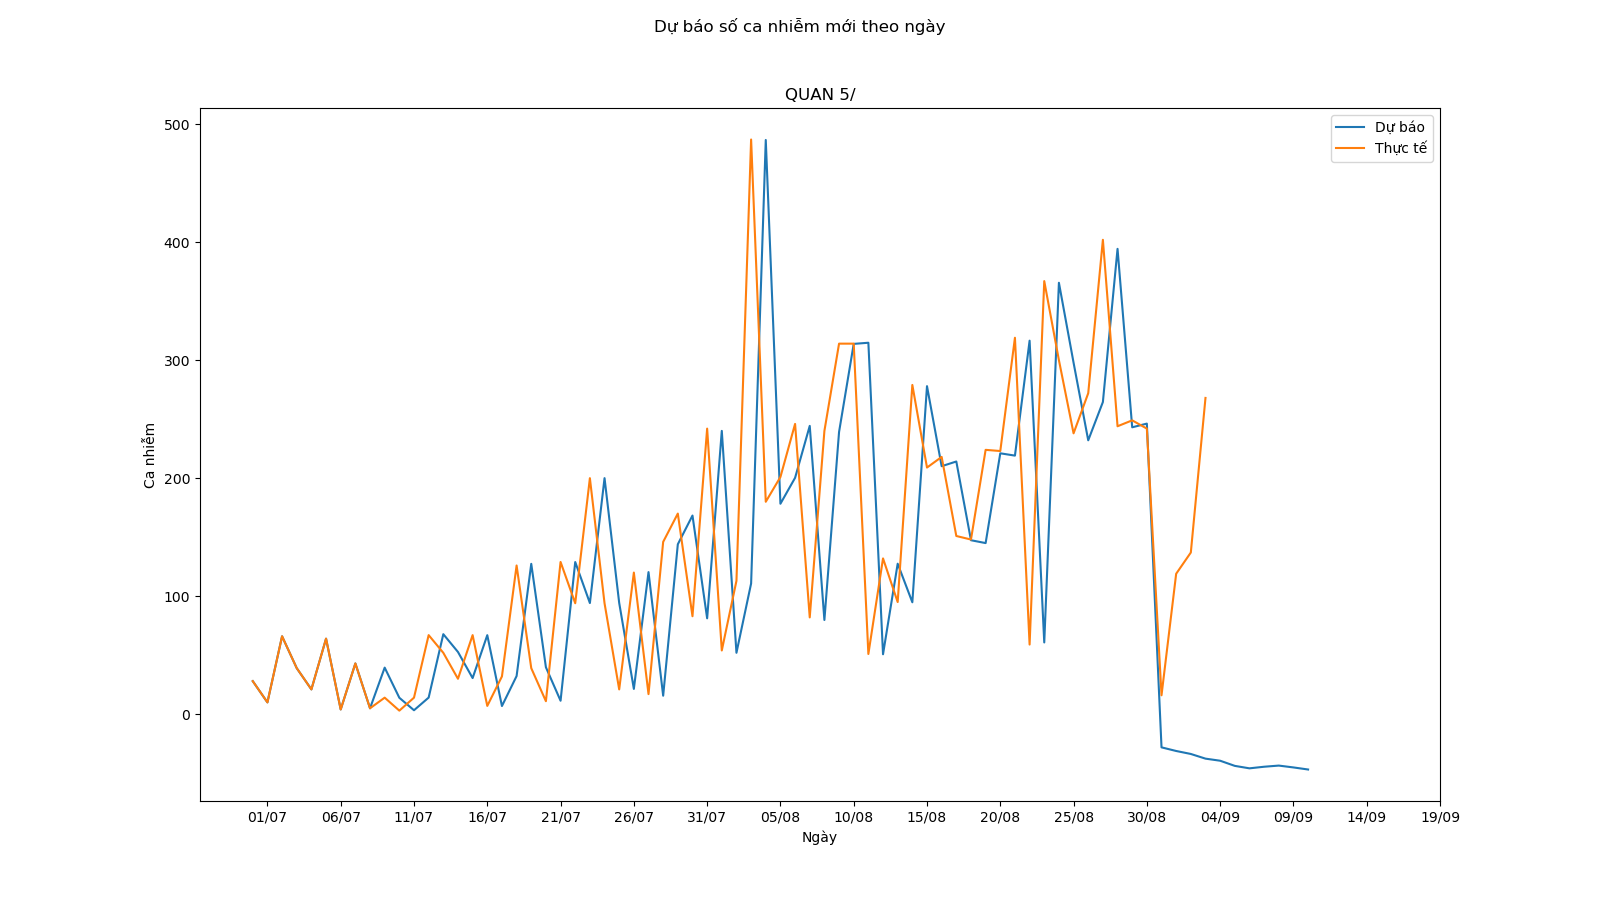 Dự báo số ca nhiễm mới theo ngày
QUAN 5/
Dự báo
Thực tế
500
400
300
200
100
0
Ca nhiễm
01/07 06/07 11/07 16/07 21/07 26/07 31/07 05/08 10/08 15/08 20/08 25/08 30/08 04/09 09/09 14/09 19/09
Ngày